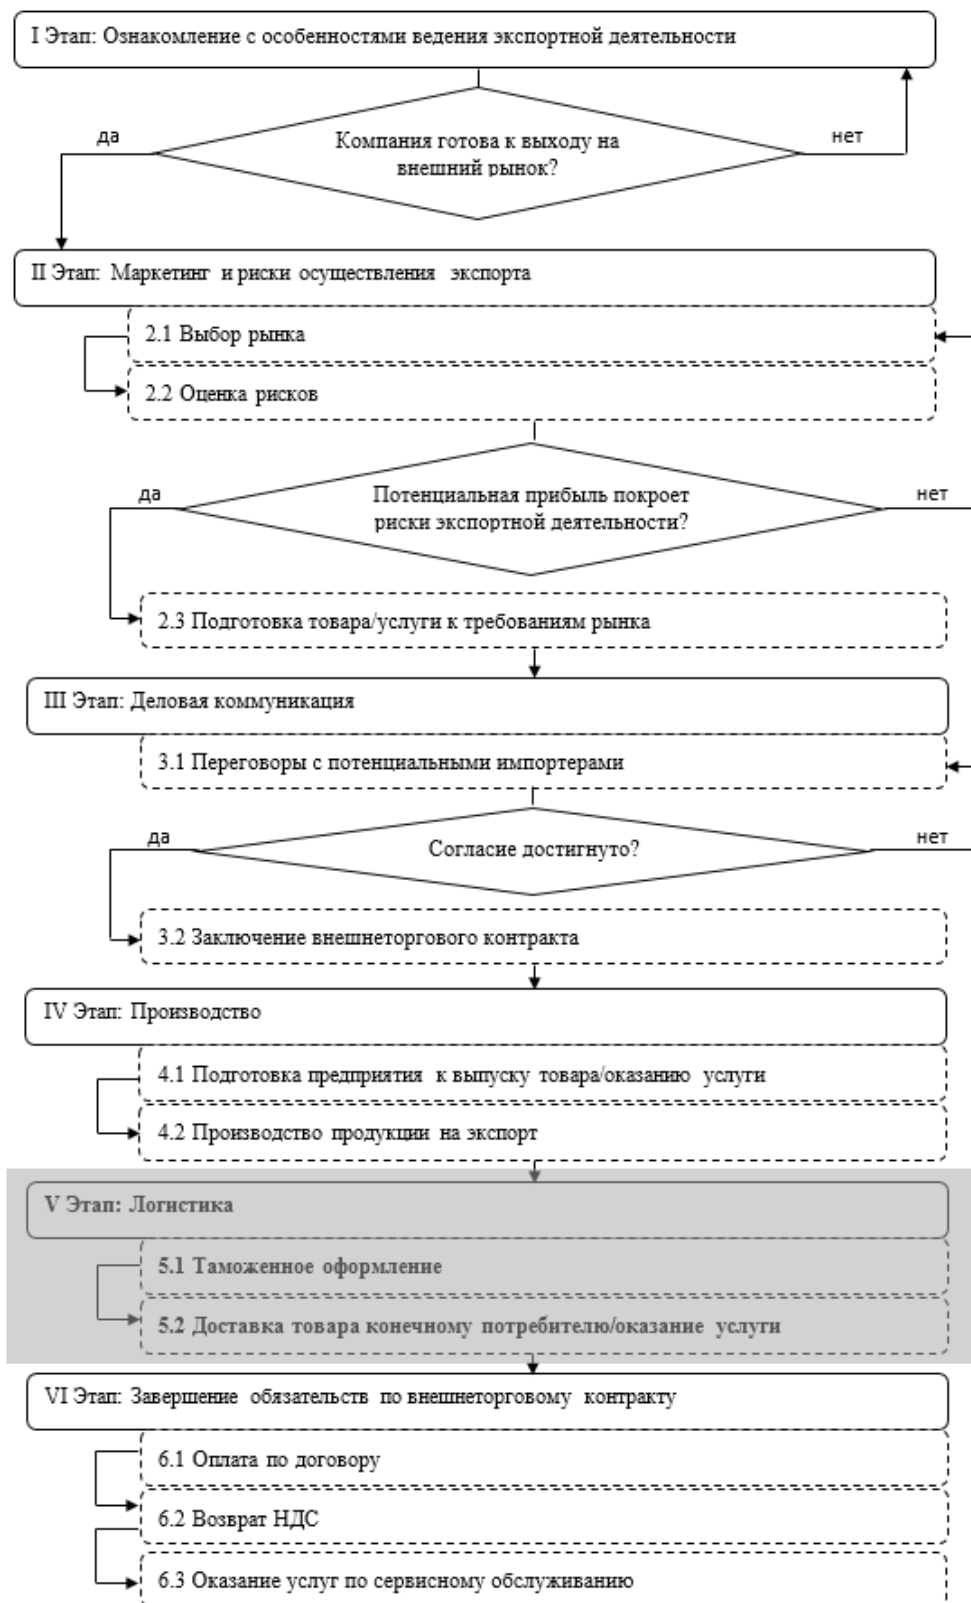 I Этап: Ознакомление с особенностями ведения экспортной деятельности
да
нет
Компания готова к выходу на
внешний рынок?
II Этап: Маркетинг и риски осуществления экспорта
2.1 Выбор рынка
2.2 Оценка рисков
да
нет
Потенциальная прибыль покроет
риски экспортной деятельности?
2.3 Подготовка товара/услуги к требованиям рынка
III Этап: Деловая коммуникация
3.1 Переговоры с потенциальными импортерами
да
нет
Согласие достигнуто?
3.2 Заключение внешнеторгового контракта
IV Этап: Производство
4.1 Подготовка предприятия к выпуску товара/оказанию услуги
4.2 Производство продукции на экспорт
V Этап: Логистика
5.1 Таможенное оформление
5.2 Доставка товара конечному потребителю/оказание услуги
VI Этап: Завершение обязательств по внешнеторговому контракту
6.1 Оплата по договору
6.2 Возврат НДС
6.3 Оказание услуг по сервисному обслуживанию